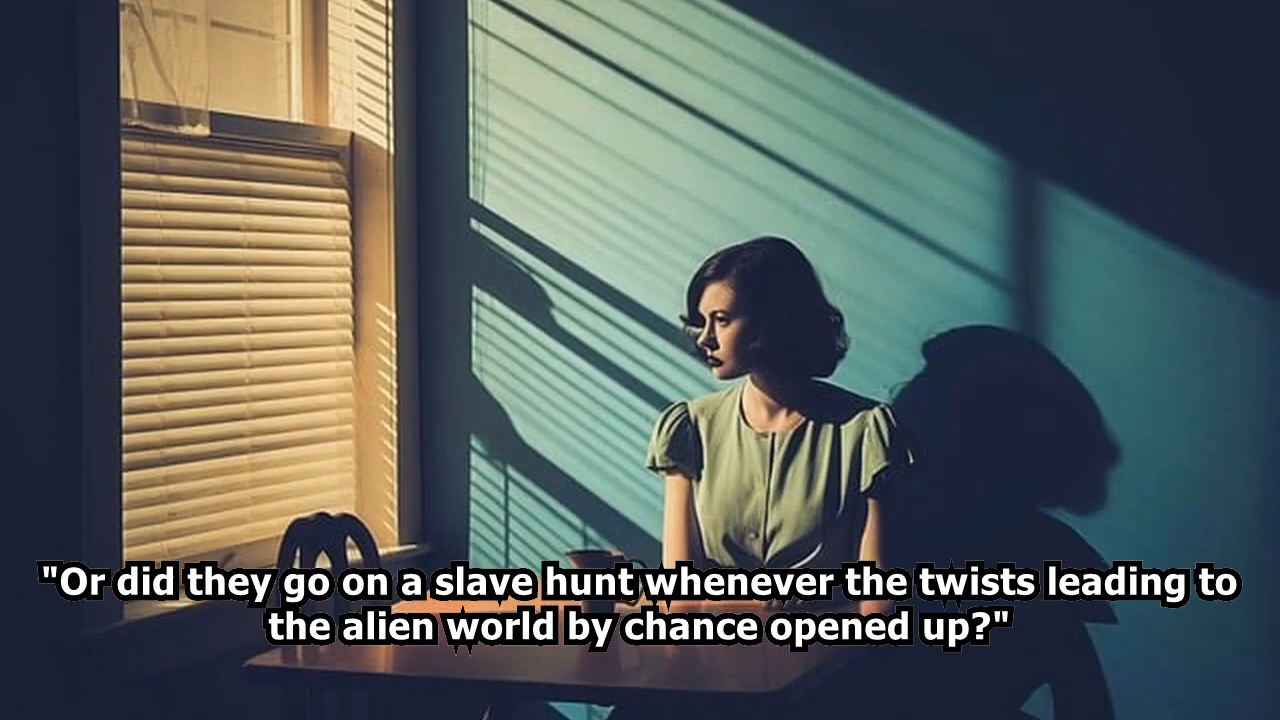 "Or did they go on a slave hunt whenever the twists leading to
the alien world by chance opened up?"